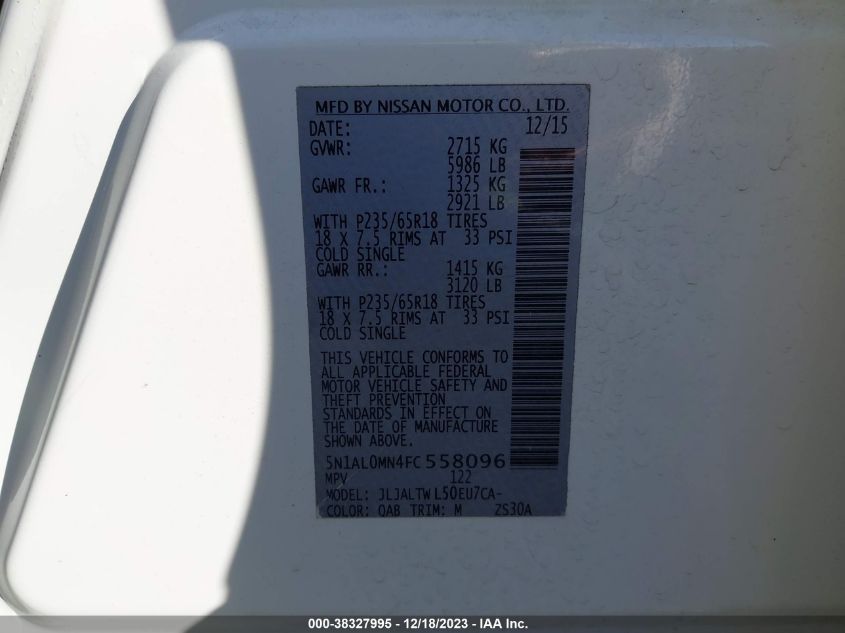 MFD BY NISSAN MOTOR CO., LTD.
DATE: 12/15
GVWR: 2715 KG
5986 LB
GAWR FR.: 1325 KG
2921 LB
WITH P235/65R18 TIRES
18 X 7.5 RIMS AT 33 PSI
COLD SINGLE
GAWR RR.: 1415 KG
3120 LB
WITH P235/65R18 TIRES
18 X 7.5 RIMS AT 33 PSI
COLD SINGLE
THIS VEHICLE CONFORMS TO
ALL APPLICABLE FEDERAL
MOTOR VEHICLE SAFETY AND
THEFT PREVENTION
STANDARDS IN EFFECT ON
THE DATE OF MANUFACTURE
SHOWN ABOVE.
5N1AL0MN4FC558096
MPV 122
MODEL: JLJALTWL50EU7CA-
COLOR: QAB TRIM: M ZS30A
000-38327995 - 12/18/2023 - IAA Inc.